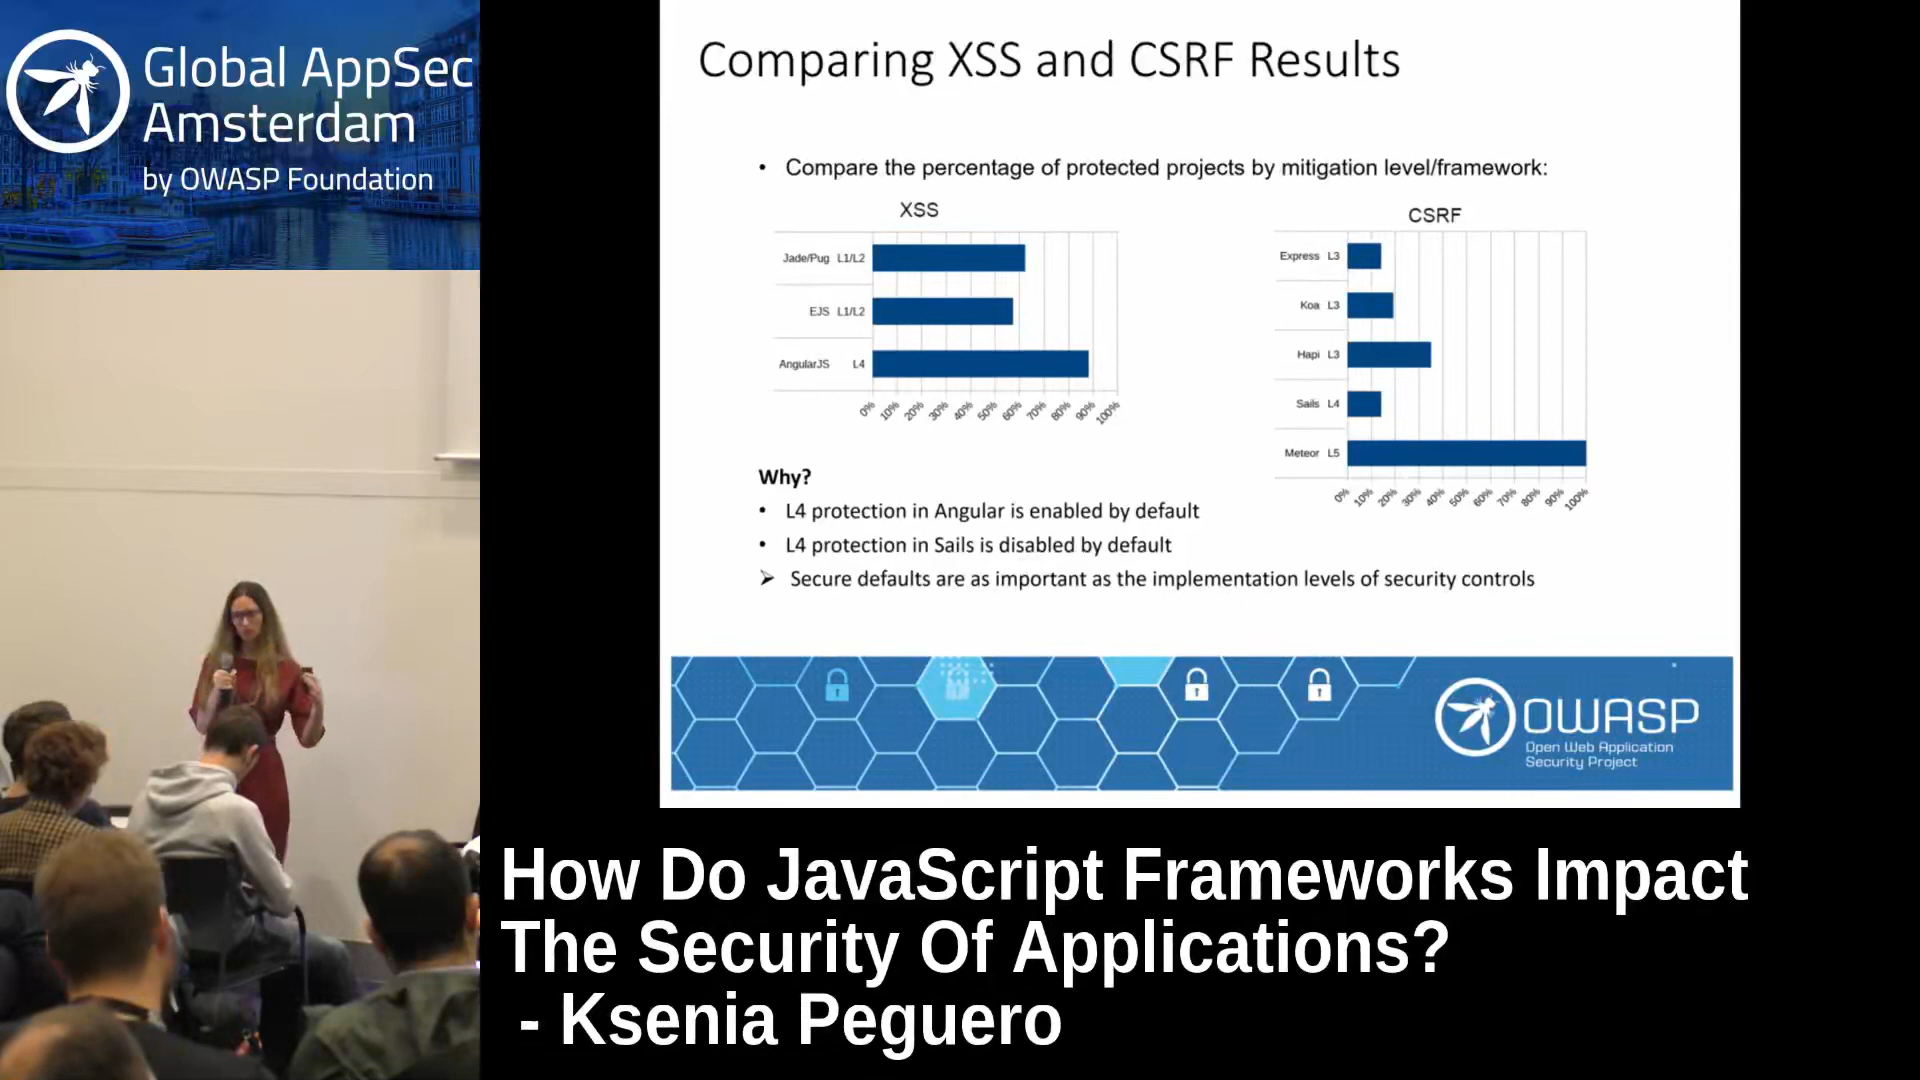 Global AppSec
Amsterdam
by OWASP Foundation
Comparing XSS and CSRF Results
• Compare the percentage of protected projects by mitigation level/framework:
XSS
Jade/Pug L1/L2
EJS L1/L2
AngularJS L4
0% 10% 20% 30% 40% 50% 60% 70% 80% 90% 100%
CSRF
Express L3
Koa L3
Hapi L3
Sails L4
Meteor L5
0% 10% 20% 30% 40% 50% 60% 70% 80% 90% 100%
Why?
• L4 protection in Angular is enabled by default
• L4 protection in Sails is disabled by default
➢ Secure defaults are as important as the implementation levels of security controls
OWASP
Open Web Application
Security Project
How Do JavaScript Frameworks Impact
The Security Of Applications?
- Ksenia Peguero